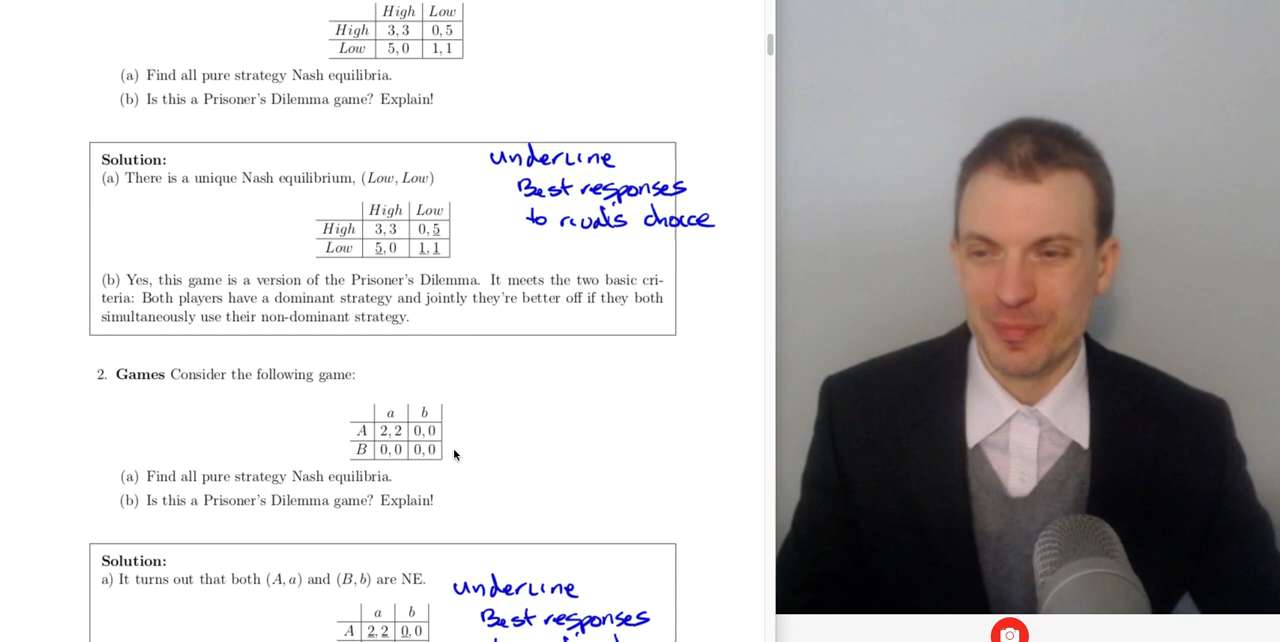 High Low
High 3, 3 0, 5
Low 5, 0 1, 1
(a) Find all pure strategy Nash equilibria.
(b) Is this a Prisoner's Dilemma game? Explain!
Solution:
(a) There is a unique Nash equilibrium, (Low, Low)
underline
Best responses
to rivals choice
High Low
High 3, 3 0, 5
Low 5, 0 1, 1
(b) Yes, this game is a version of the Prisoner's Dilemma. It meets the two basic cri-
teria: Both players have a dominant strategy and jointly they're better off if they both
simultaneously use their non-dominant strategy.
2. Games Consider the following game:
a b
A 2, 2 0, 0
B 0, 0 0, 0
(a) Find all pure strategy Nash equilibria.
(b) Is this a Prisoner's Dilemma game? Explain!
Solution:
a) It turns out that both (A, a) and (B, b) are NE.
underline
Best responses
a b
A 2, 2 0, 0